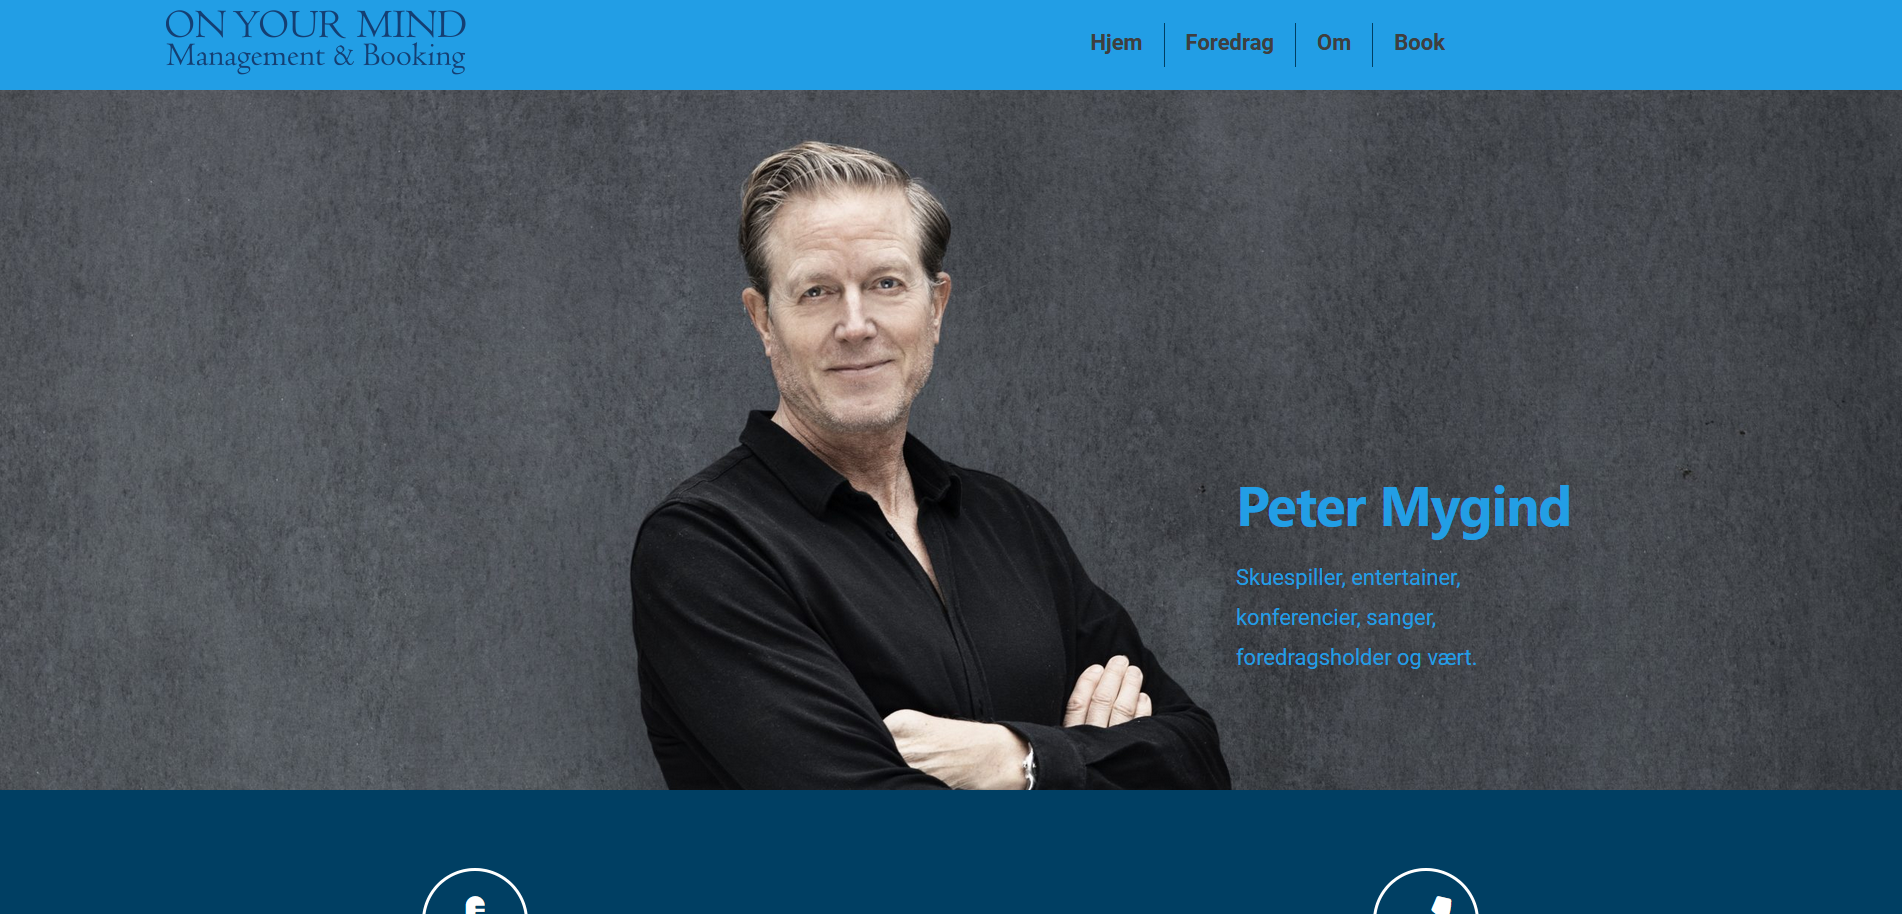 ON YOUR MIND
Management & Booking
Hjem
Foredrag
Om
Book
Peter Mygind
Skuespiller, entertainer,
konferencier, sanger,
foredragsholder og vært.